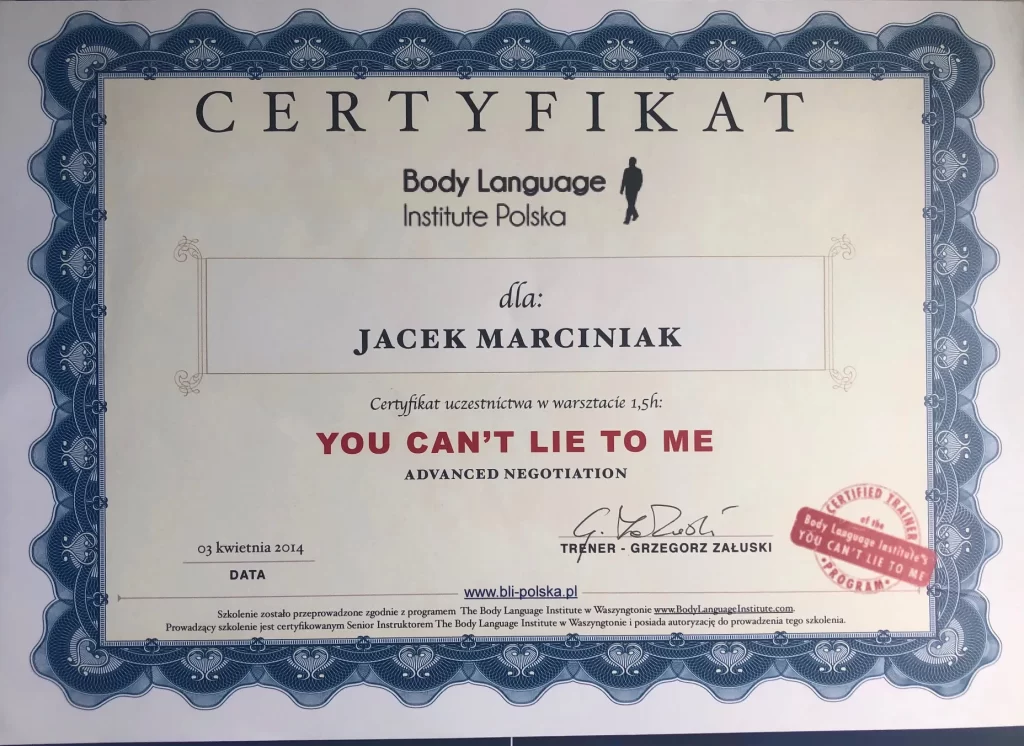 CERTYFIKAT
Body Language
Institute Polska
dla:
JACEK MARCINIAK
Certyfikat uczestnictwa w warsztacie 1,5h:
YOU CAN'T LIE TO ME
ADVANCED NEGOTIATION
G. Załuski
03 kwietnia 2014
DATA
TRENER - GRZEGORZ ZAŁUSKI
CERTIFIED TRAINER
of the
Body Language Institute's
YOU CAN'T LIE TO ME
•PROGRAM•
www.bli-polska.pl
Szkolenie zostało przeprowadzone zgodnie z programem The Body Language Institute w Waszyngtonie www.BodyLanguageInstitute.com.
Prowadzący szkolenie jest certyfikowanym Senior Instruktorem The Body Language Institute w Waszyngtonie i posiada autoryzację do prowadzenia tego szkolenia.